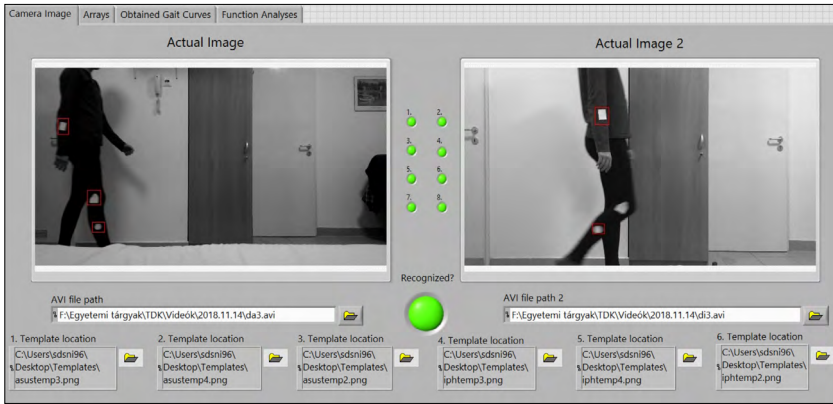 Camera Image Arrays Obtained Gait Curves Function Analyses
Actual Image
Actual Image 2
1. 2.
3. 4.
5. 6.
7. 8.
Recognized?
AVI file path
F:\Egyetemi tárgyak\TDK\Videók\2018.11.14\da3.avi
AVI file path 2
F:\Egyetemi tárgyak\TDK\Videók\2018.11.14\di3.avi
1. Template location
C:\Users\sdsni96\
Desktop\Templates\
asustemp3.png
2. Template location
C:\Users\sdsni96\
Desktop\Templates\
asustemp4.png
3. Template location
C:\Users\sdsni96\
Desktop\Templates\
asustemp2.png
4. Template location
C:\Users\sdsni96\
Desktop\Templates\
iphtemp3.png
5. Template location
C:\Users\sdsni96\
Desktop\Templates\
iphtemp4.png
6. Template location
C:\Users\sdsni96\
Desktop\Templates\
iphtemp2.png